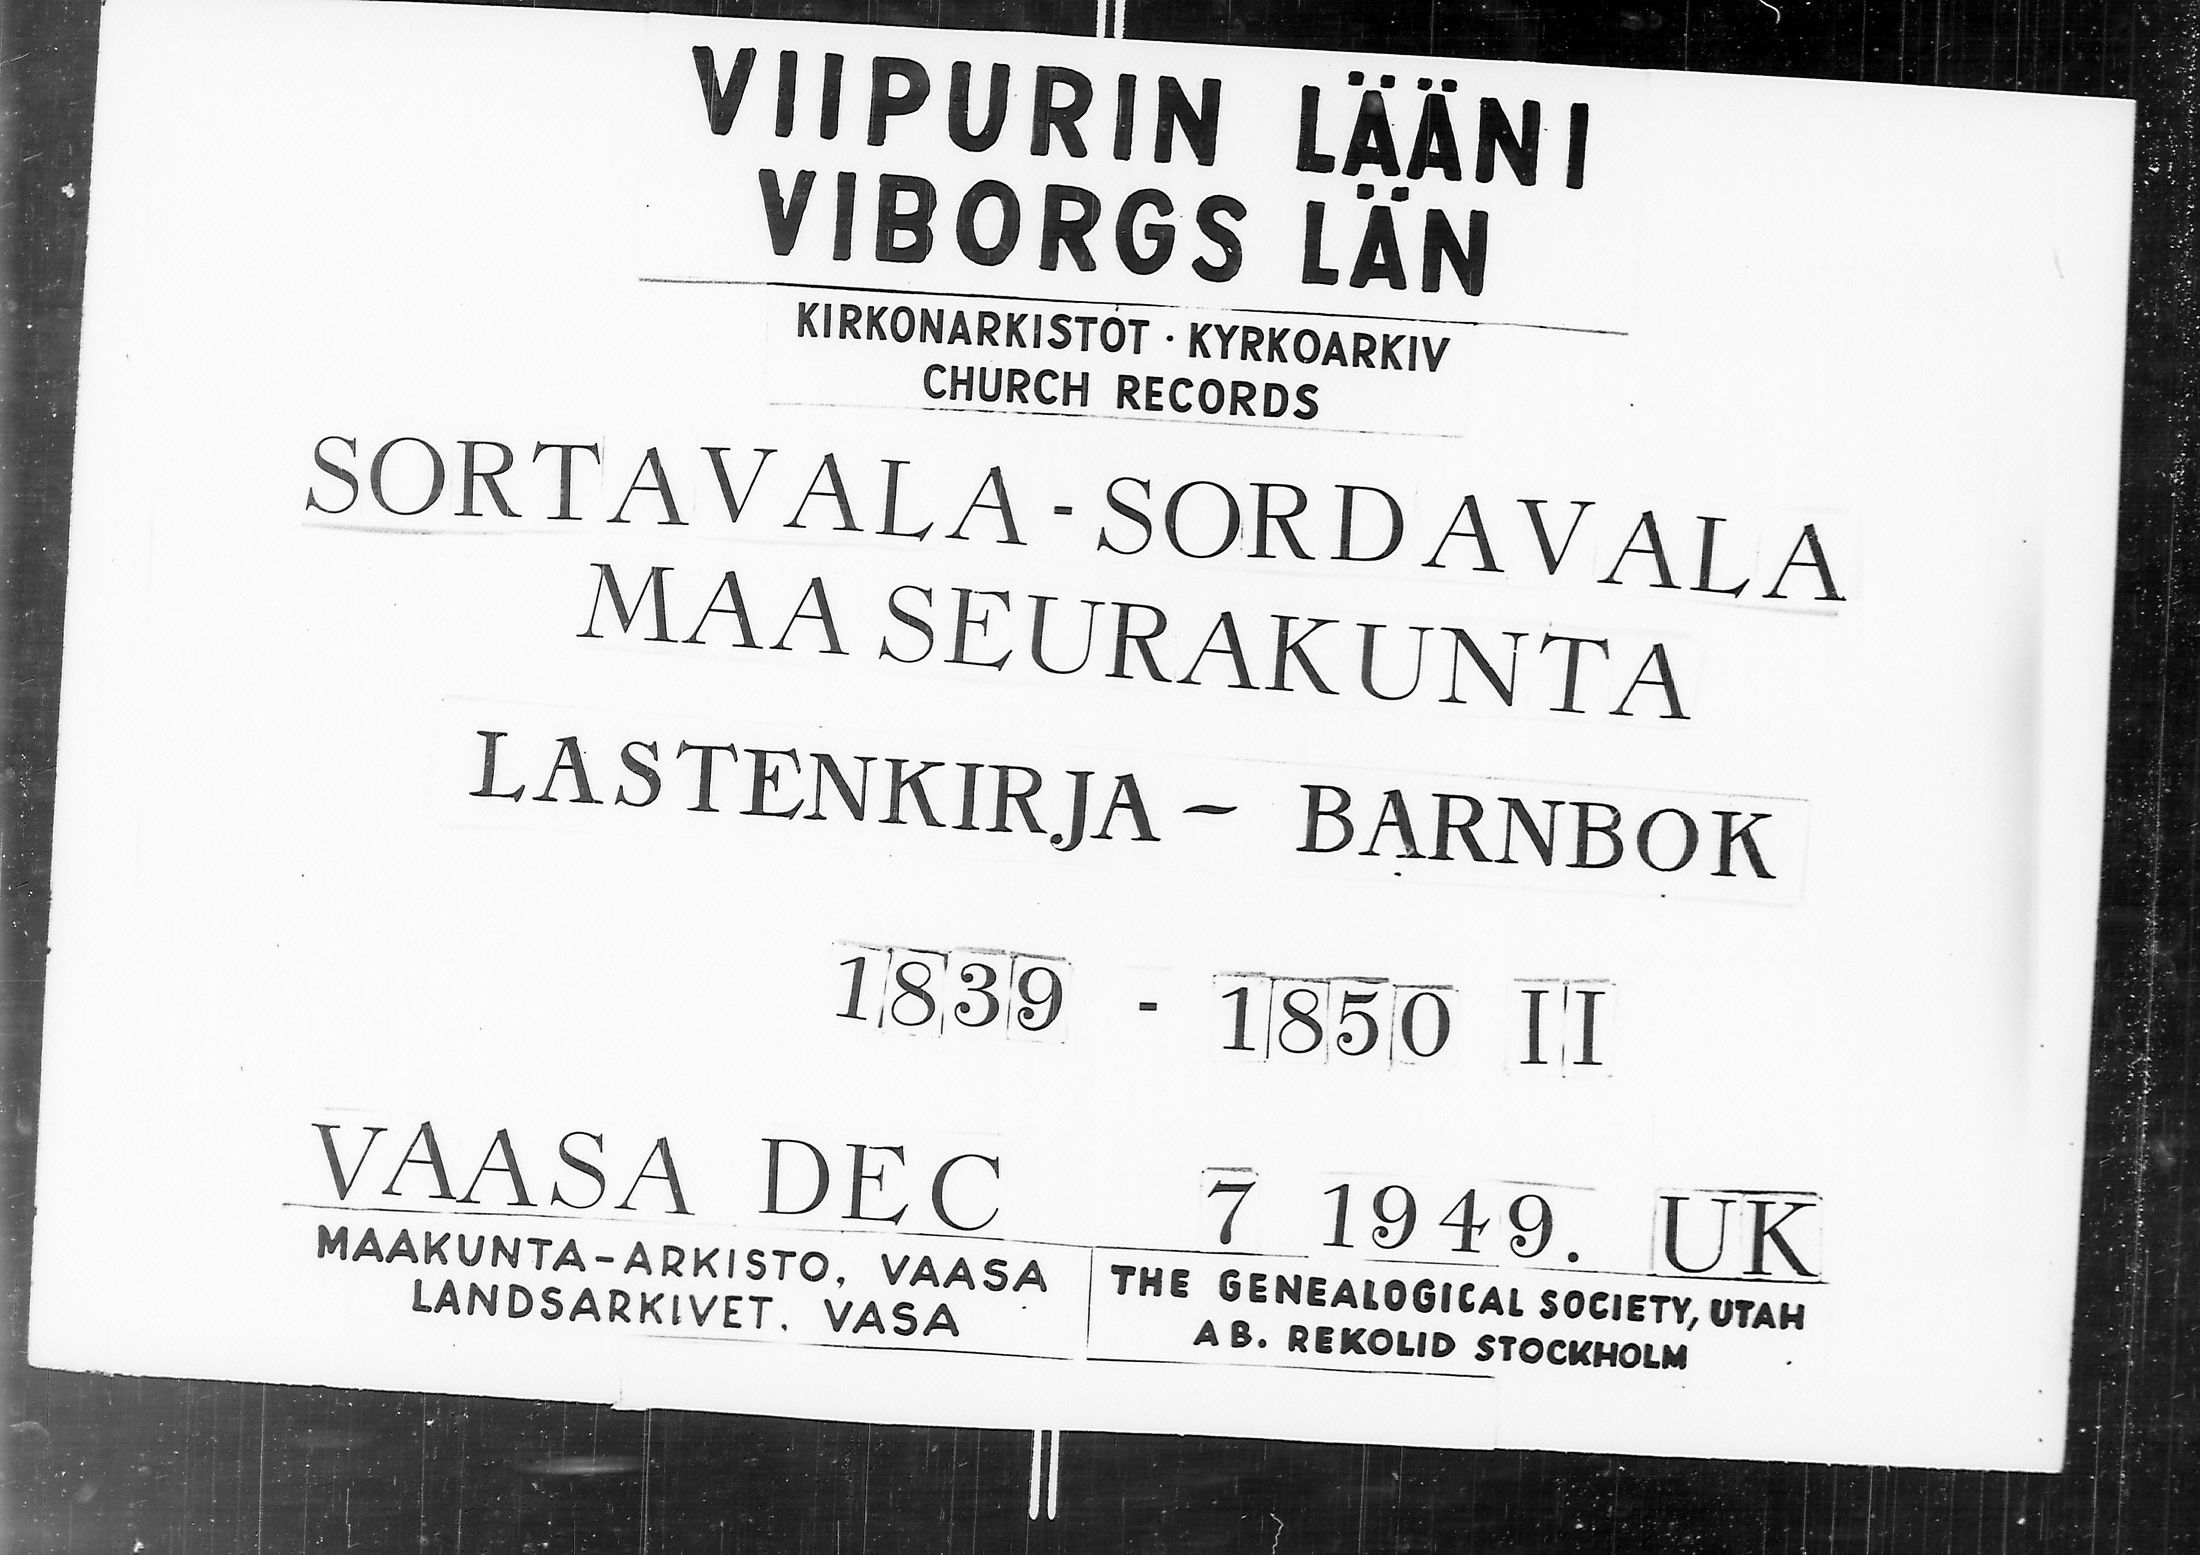 VIIPURIN LÄÄNI
VIBORGS LÄN
KIRKONARKISTOT · KYRKOARKIV
CHURCH RECORDS
SORTAVALA - SORDAVALA
MAA SEURAKUNTA
LASTENKIRJA - BARNBOK
1839 - 1850 II
VAASA DEC 7 1949. UK
MAAKUNTA-ARKISTO, VAASA
LANDSARKIVET. VASA
THE GENEALOGICAL SOCIETY, UTAH
AB. REKOLID STOCKHOLM